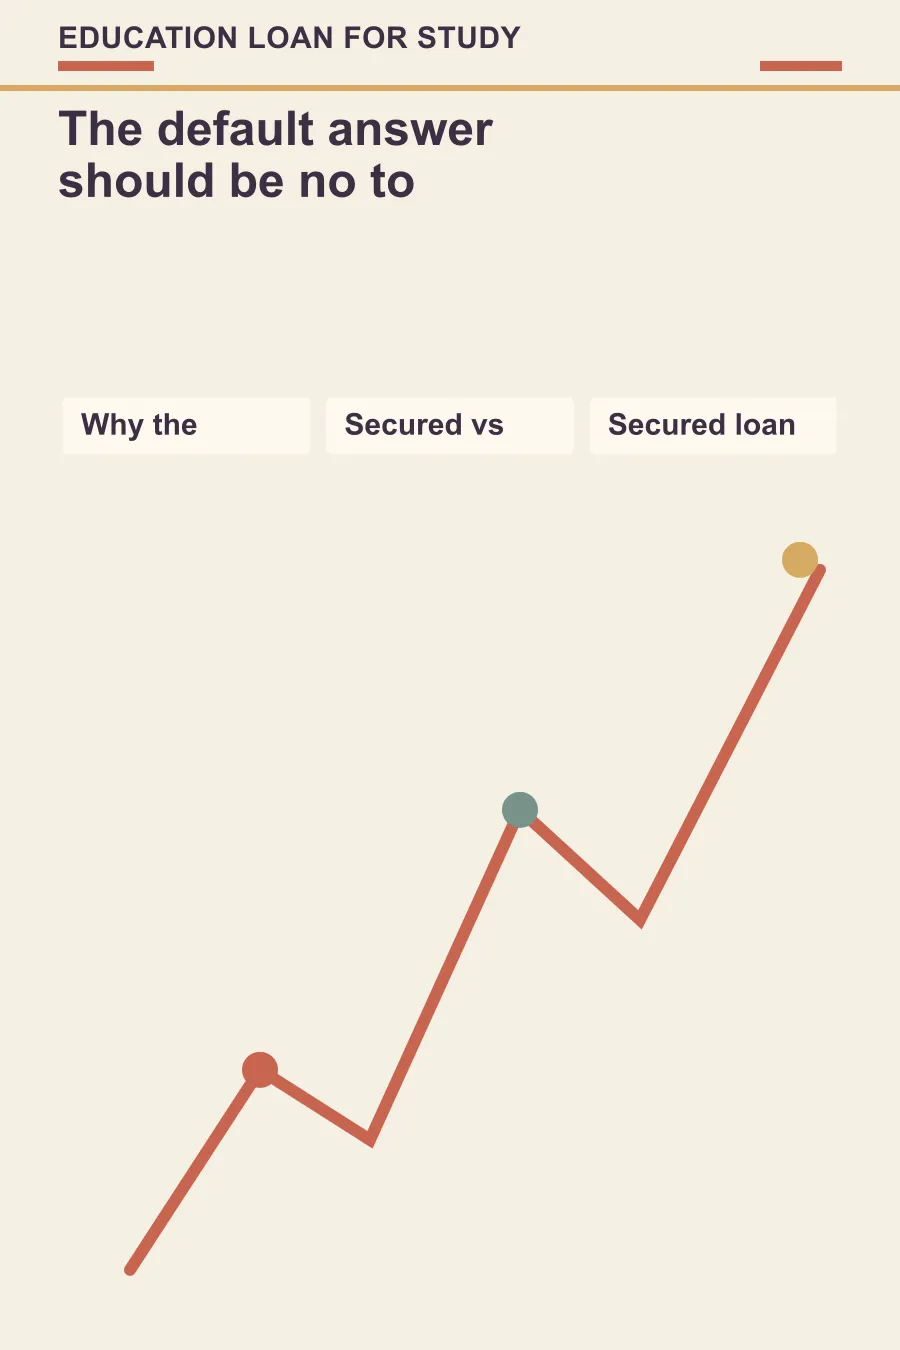 EDUCATION LOAN FOR STUDY
The default answer
should be no to
Why the
Secured vs
Secured loan